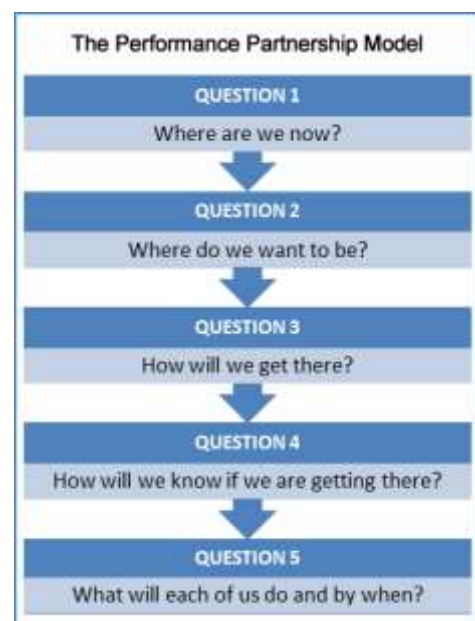 The Performance Partnership Model
QUESTION 1
Where are we now?
QUESTION 2
Where do we want to be?
QUESTION 3
How will we get there?
QUESTION 4
How will we know if we are getting there?
QUESTION 5
What will each of us do and by when?